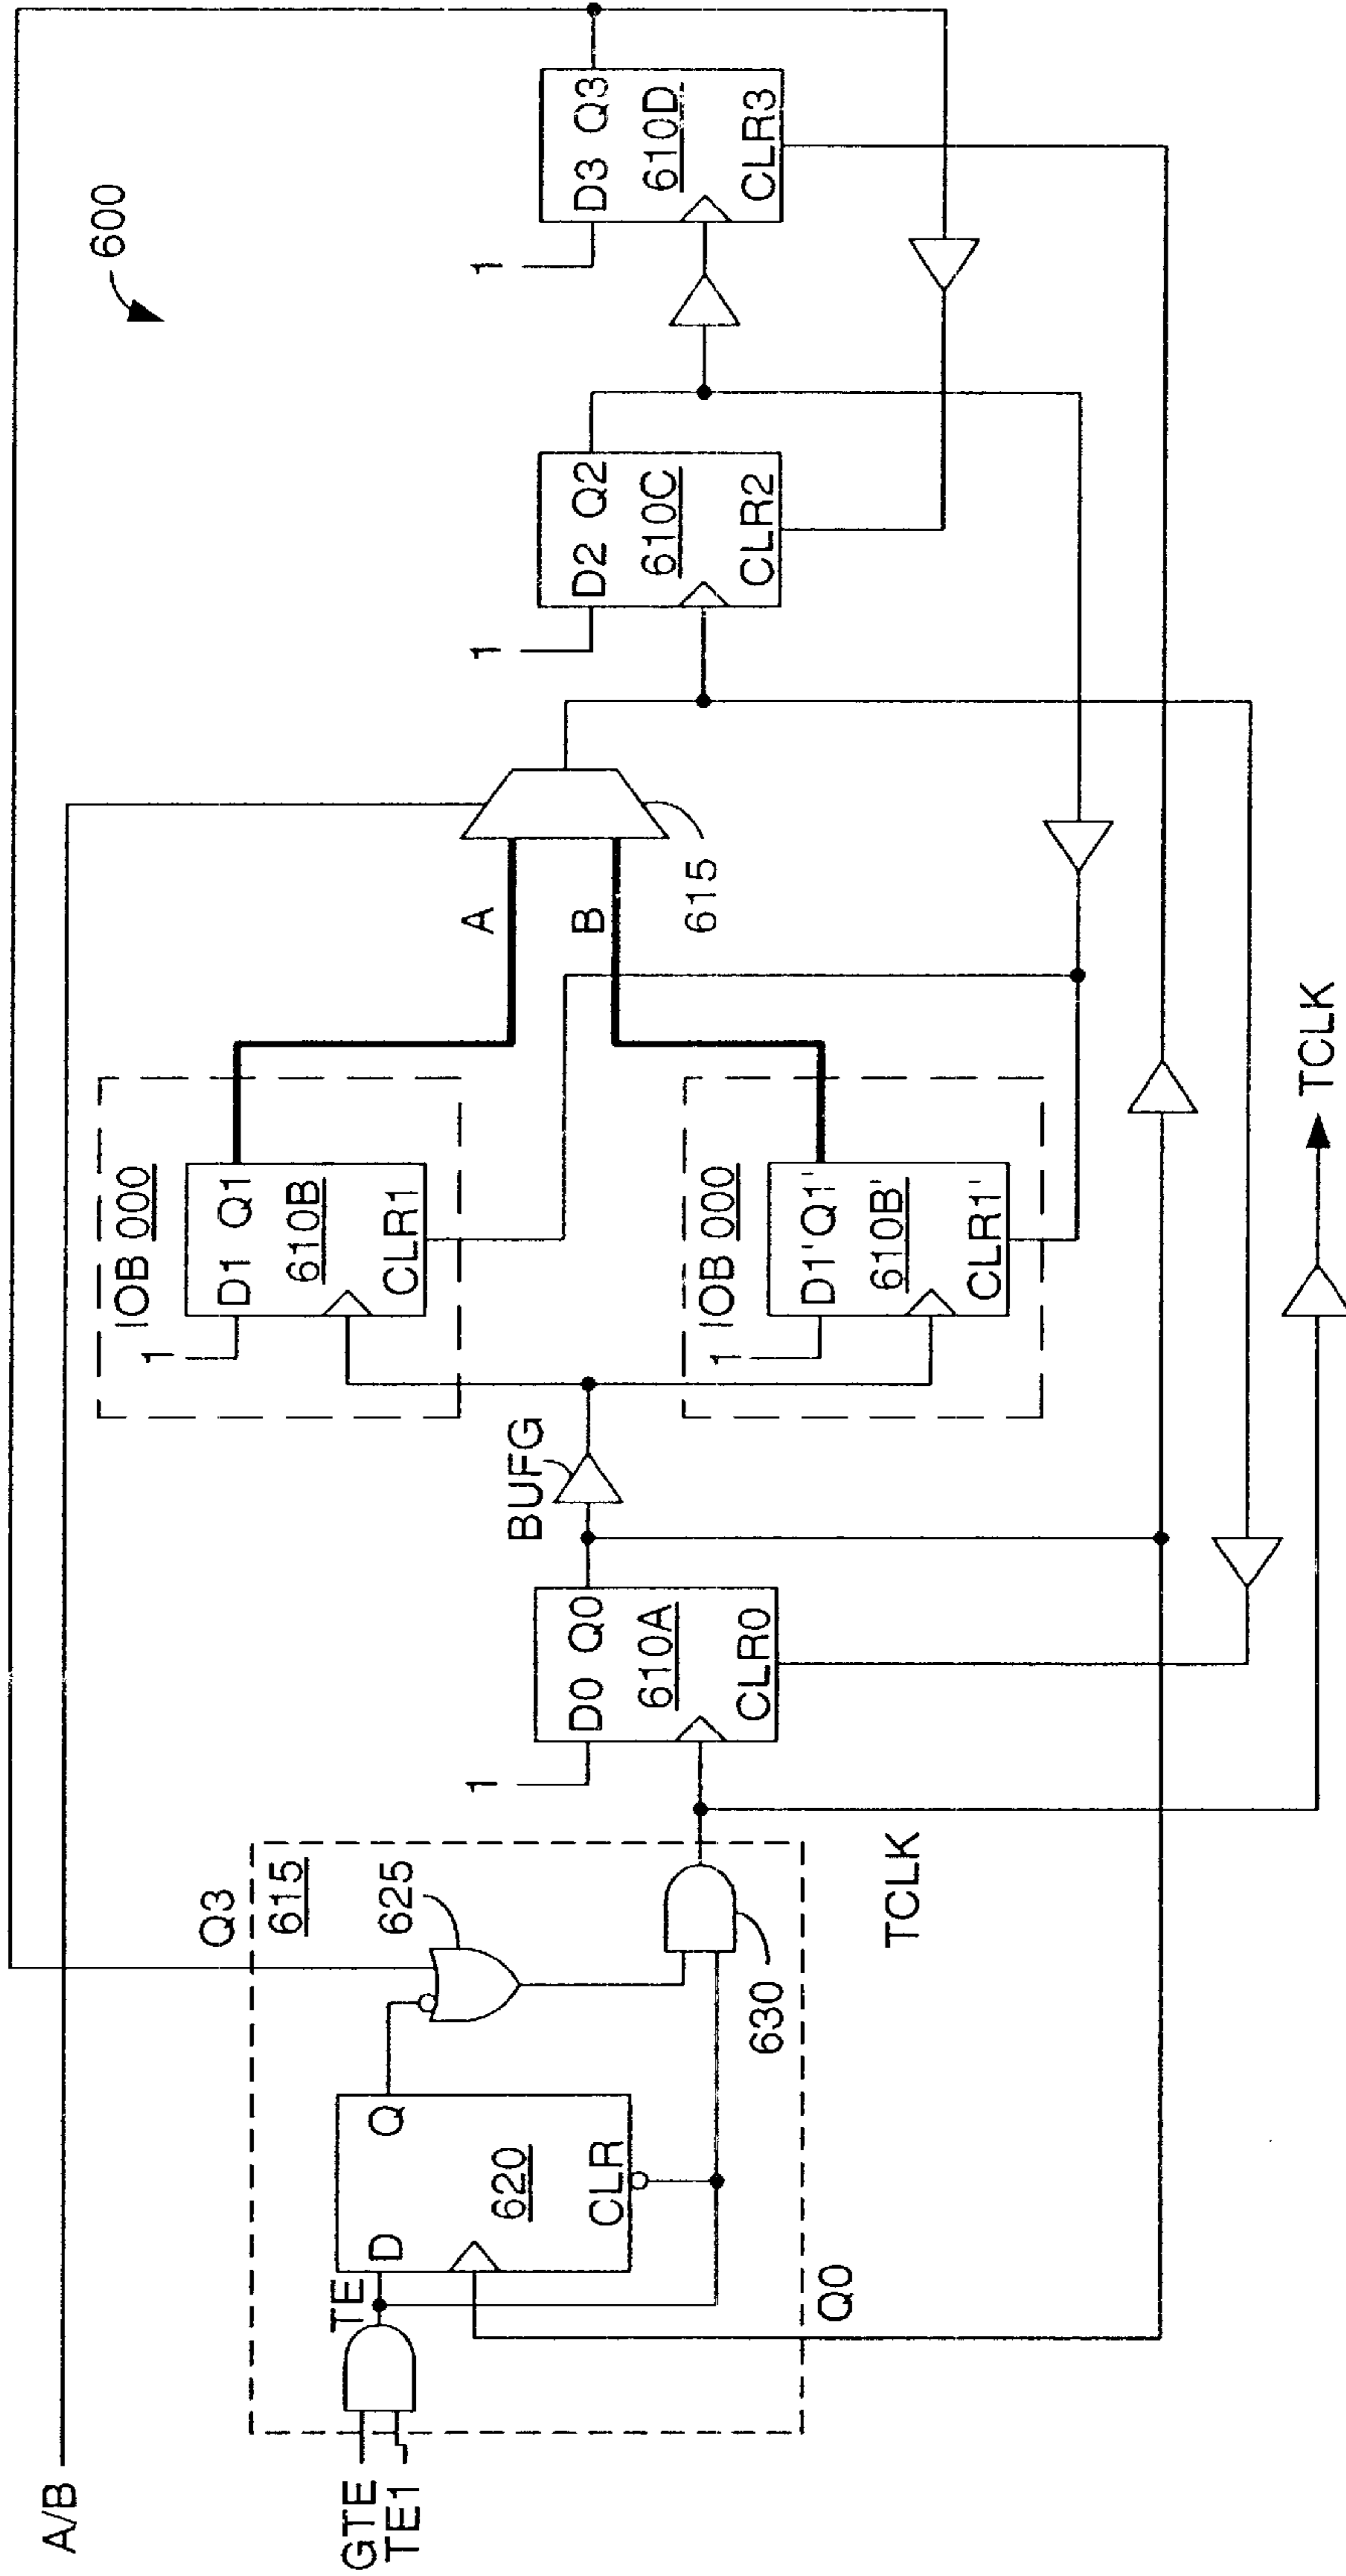 600
A/B
GTE
TE1
TE
D Q
620
CLR
Q3
615
625
630
Q0
TCLK
1
D0 Q0
610A
CLR0
BUFG
IOB 000
1
D1 Q1
610B
CLR1
IOB 000
1
D1' Q1'
610B'
CLR1'
A
B
615
1
D2 Q2
610C
CLR2
1
D3 Q3
610D
CLR3
TCLK